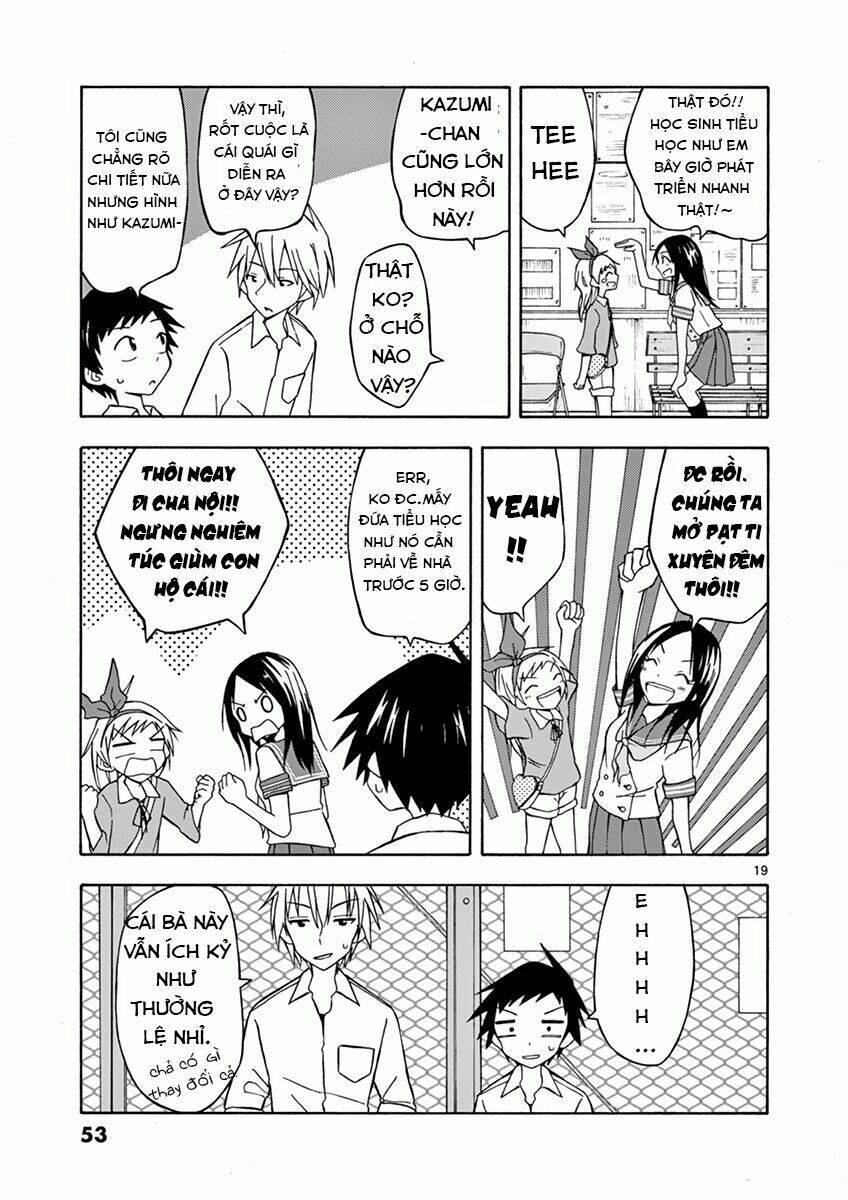 THẬT ĐÓ!!
HỌC SINH TIỂU
HỌC NHƯ EM
BÂY GIỜ PHÁT
TRIỂN NHANH
THẬT!~
TEE
HEE
KAZUMI
-CHAN
CŨNG LỚN
HƠN RỒI
NÀY!
THẬT
KO?
Ở CHỖ
NÀO
VẬY?
VẬY THÌ,
RỐT CUỘC LÀ
CÁI QUÁI GÌ
DIỄN RA
Ở ĐÂY VẬY?
TÔI CŨNG
CHẲNG RÕ
CHI TIẾT NỮA
NHƯNG HÌNH
NHƯ KAZUMI-
ĐC RỒI.
CHÚNG TA
MỞ PẠT TI
XUYÊN ĐÊM
THÔI!!
YEAH
!!
ERR,
KO ĐC.MẤY
ĐỨA TIỂU HỌC
NHƯ NÓ CẦN
PHẢI VỀ NHÀ
TRƯỚC 5 GIỜ.
THÔI NGAY
ĐI CHA NỘI!!
NGƯNG NGHIÊM
TÚC GIÙM CON
HỘ CÁI!!
19
E
H
H
H
H
...
CÁI BÀ NÀY
VẪN ÍCH KỶ
NHƯ
THƯỜNG
LỆ NHỈ.
chả có gì
thay đổi cả
53